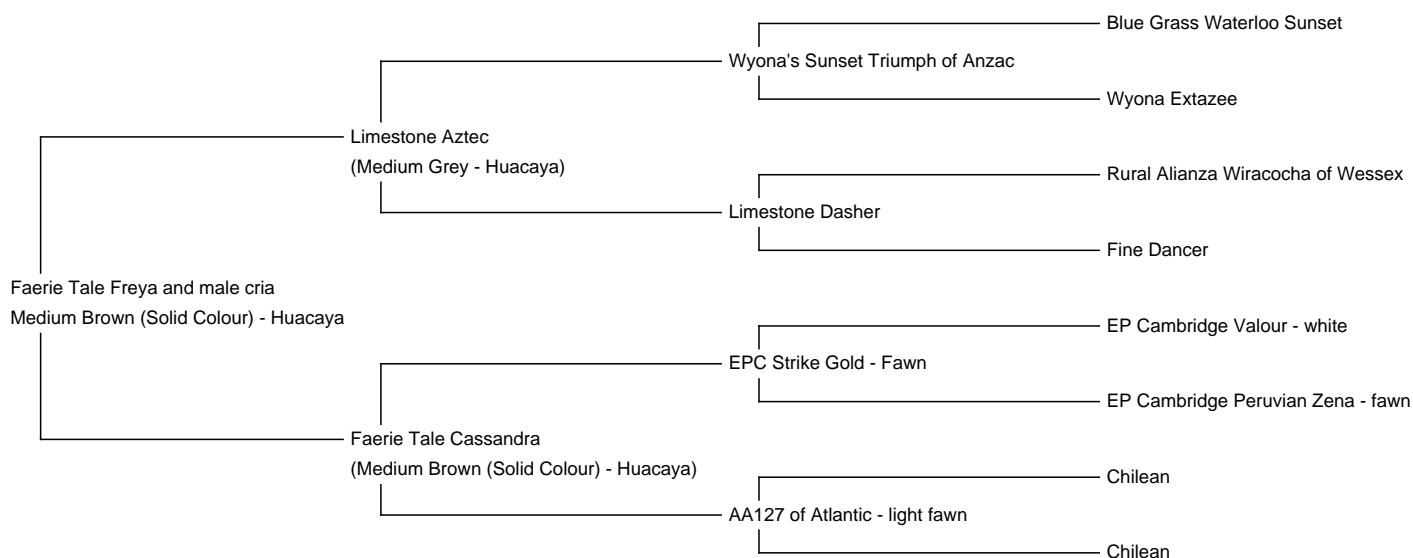 Blue Grass Waterloo Sunset
Wyona's Sunset Triumph of Anzac
Wyona Extazee
Limestone Aztec
(Medium Grey - Huacaya)
Rural Alianza Wiracocha of Wessex
Limestone Dasher
Fine Dancer
Faerie Tale Freya and male cria
Medium Brown (Solid Colour) - Huacaya
EP Cambridge Valour - white
EPC Strike Gold - Fawn
EP Cambridge Peruvian Zena - fawn
Faerie Tale Cassandra
(Medium Brown (Solid Colour) - Huacaya)
Chilean
AA127 of Atlantic - light fawn
Chilean